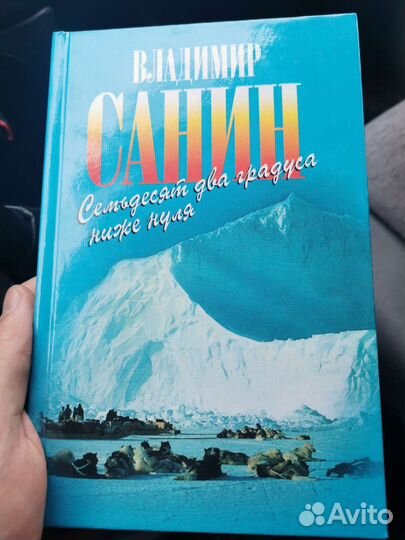 ВЛАДИМИР
САНИН
Семьдесят два градуса
ниже нуля
Avito